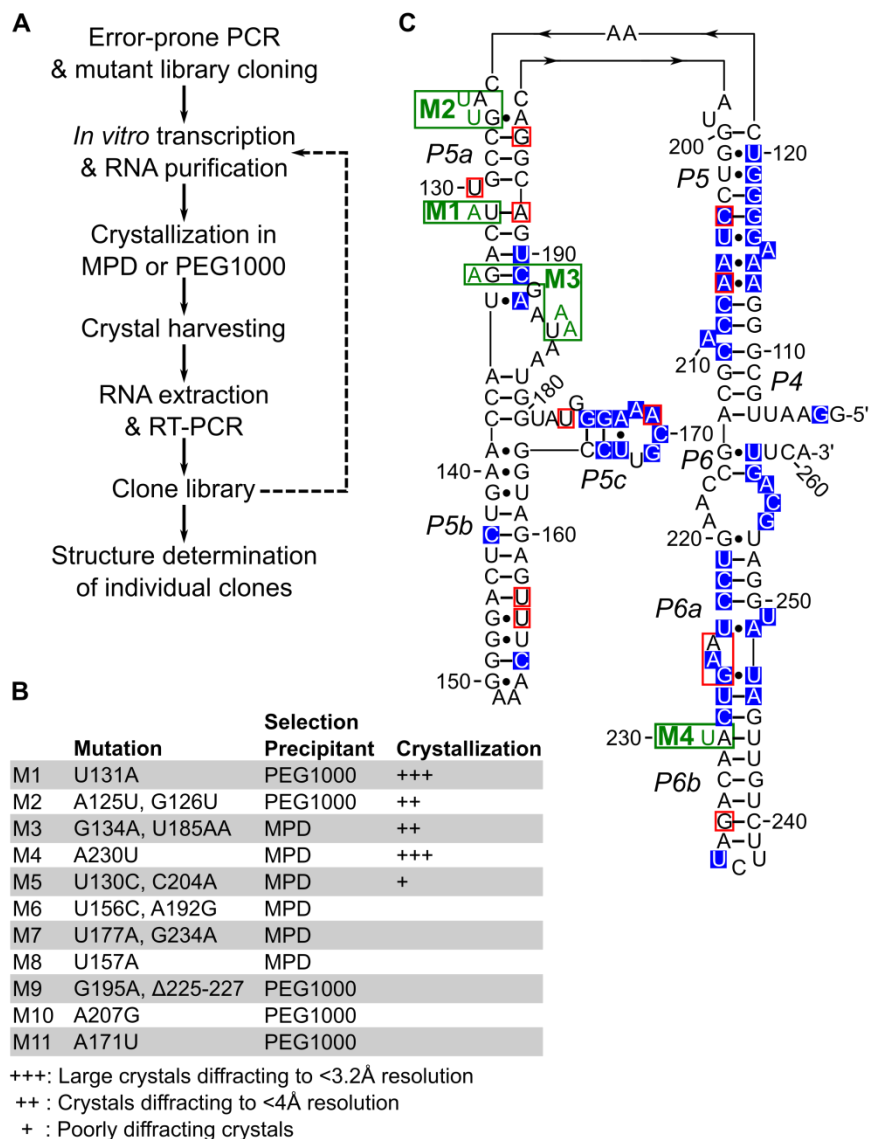 A
Error-prone PCR
& mutant library cloning
In vitro transcription
& RNA purification
Crystallization in
MPD or PEG1000
Crystal harvesting
RNA extraction
& RT-PCR
Clone library
Structure determination
of individual clones
B
Mutation Selection Precipitant Crystallization
M1 U131A PEG1000 +++
M2 A125U, G126U PEG1000 ++
M3 G134A, U185AA MPD ++
M4 A230U MPD +++
M5 U130C, C204A MPD +
M6 U156C, A192G MPD
M7 U177A, G234A MPD
M8 U157A MPD
M9 G195A, Δ225-227 PEG1000
M10 A207G PEG1000
M11 A171U PEG1000
+++: Large crystals diffracting to <3.2Å resolution
++ : Crystals diffracting to <4Å resolution
+ : Poorly diffracting crystals
C
AA
M2
P5a
130
M1
190
M3
180
170
P5c
140
P5b
160
150
200
120
P5
210
110
P4
UUAAGG-5'
P6
UUCA-3'
260
220
P6a
250
230
M4
P6b
240